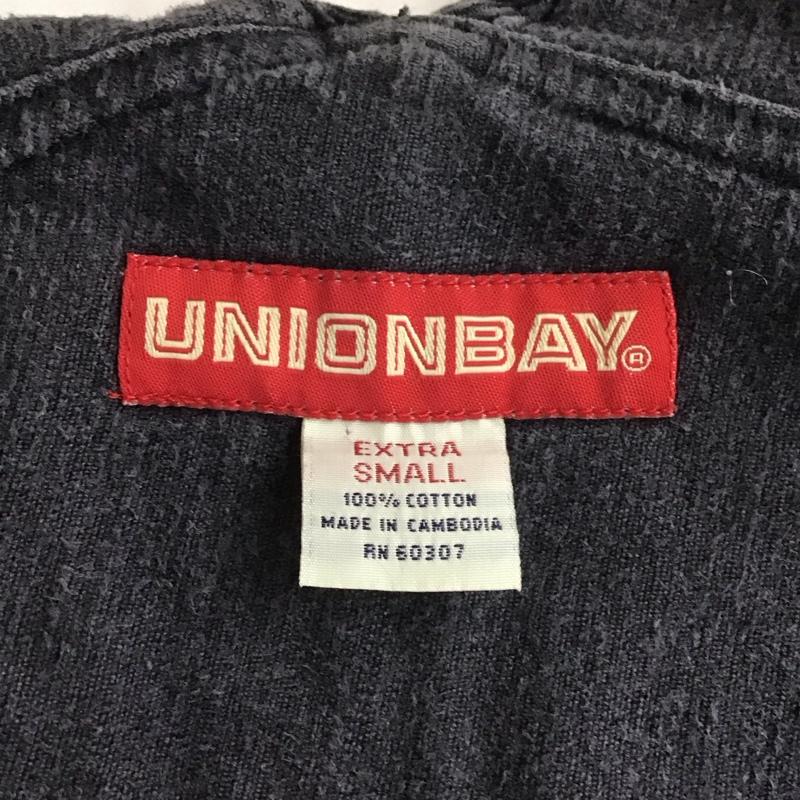 UNIONBAY®
EXTRA
SMALL
100% COTTON
MADE IN CAMBODIA
RN 60307